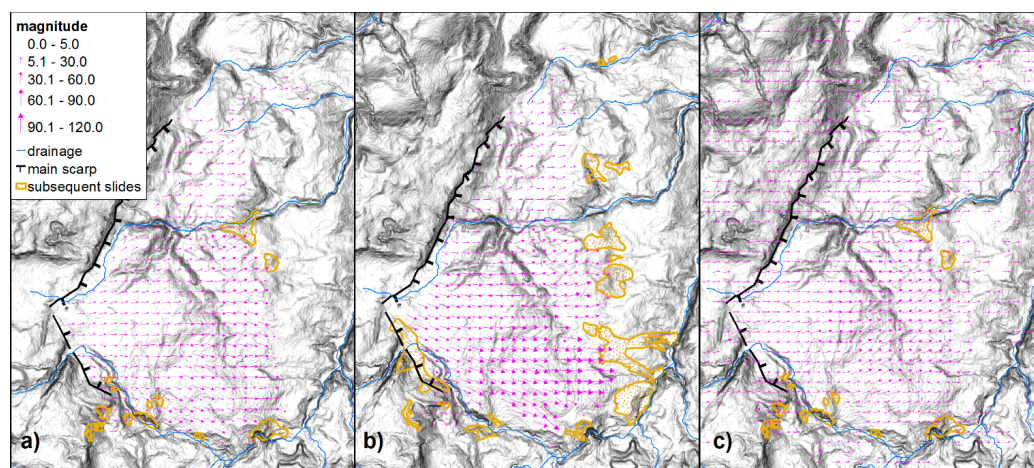 magnitude
0.0 - 5.0
5.1 - 30.0
30.1 - 60.0
60.1 - 90.0
90.1 - 120.0
drainage
main scarp
subsequent slides
a)
b)
c)